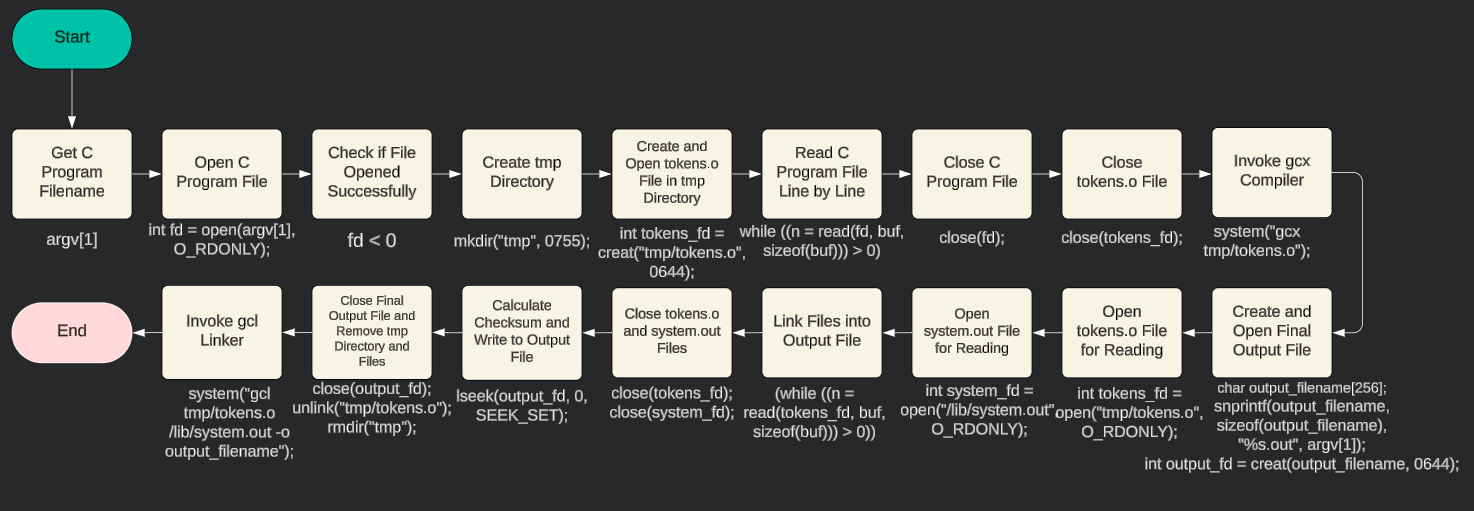 Start
Get C
Program
Filename
argv[1]
Open C
Program File
int fd = open(argv[1],
O_RDONLY);
Check if File
Opened
Successfully
fd < 0
Create tmp
Directory
mkdir("tmp", 0755);
Create and
Open tokens.o
File in tmp
Directory
int tokens_fd =
creat("tmp/tokens.o",
0644);
Read C
Program File
Line by Line
while ((n = read(fd, buf,
sizeof(buf))) > 0)
Close C
Program File
close(fd);
Close
tokens.o File
close(tokens_fd);
Invoke gcx
Compiler
system("gcx
tmp/tokens.o");
Create and
Open Final
Output File
char output_filename[256];
snprintf(output_filename,
sizeof(output_filename),
"%s.out", argv[1]);
int output_fd = creat(output_filename, 0644);
Open
tokens.o File
for Reading
int tokens_fd =
open("tmp/tokens.o",
O_RDONLY);
Open
system.out File
for Reading
int system_fd =
open("/lib/system.out",
O_RDONLY);
Link Files into
Output File
(while ((n =
read(tokens_fd, buf,
sizeof(buf))) > 0))
Close tokens.o
and system.out
Files
close(tokens_fd);
close(system_fd);
Calculate
Checksum and
Write to Output
File
lseek(output_fd, 0,
SEEK_SET);
Close Final
Output File and
Remove tmp
Directory and
Files
close(output_fd);
unlink("tmp/tokens.o");
rmdir("tmp");
Invoke gcl
Linker
system("gcl
tmp/tokens.o
/lib/system.out -o
output_filename");
End